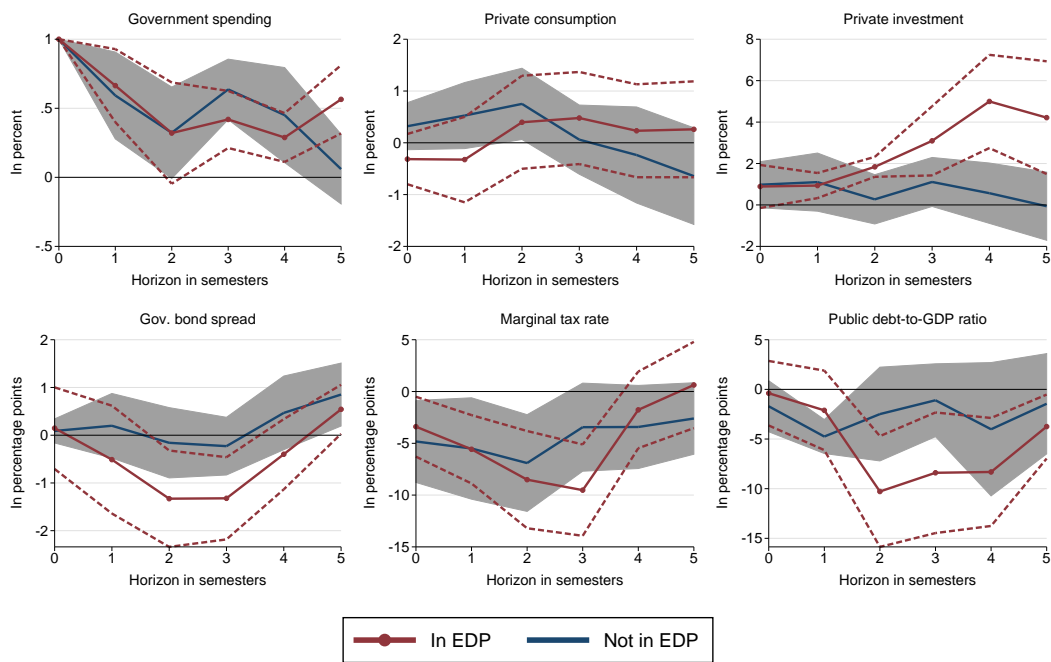 Government spending
In percent
1
.5
0
-.5
0 1 2 3 4 5
Horizon in semesters
Private consumption
In percent
2
1
0
-1
-2
0 1 2 3 4 5
Horizon in semesters
Private investment
In percent
8
6
4
2
0
-2
0 1 2 3 4 5
Horizon in semesters
Gov. bond spread
In percentage points
2
1
0
-1
-2
0 1 2 3 4 5
Horizon in semesters
Marginal tax rate
In percentage points
5
0
-5
-10
-15
0 1 2 3 4 5
Horizon in semesters
Public debt-to-GDP ratio
In percentage points
5
0
-5
-10
-15
0 1 2 3 4 5
Horizon in semesters
In EDP Not in EDP